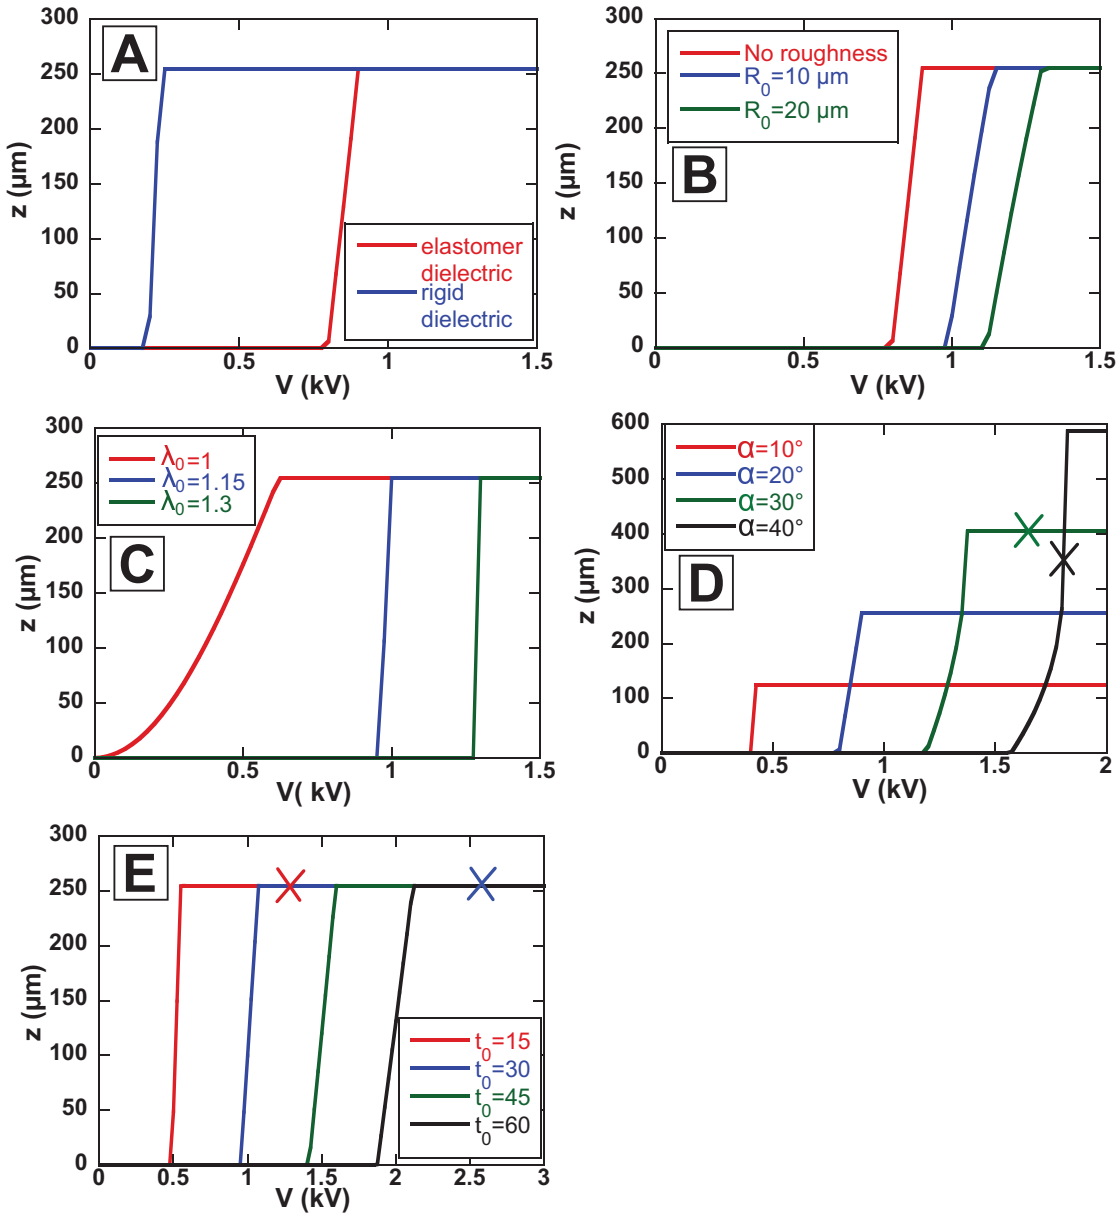 A
300
250
200
150
100
50
0
z (µm)
elastomer
dielectric
rigid
dielectric
0
0.5
1
1.5
V (kV)
B
300
250
200
150
100
50
0
z (µm)
No roughness
R0=10 µm
R0=20 µm
0
0.5
1
1.5
V (kV)
C
300
250
200
150
100
50
0
z (µm)
λ0=1
λ0=1.15
λ0=1.3
0
0.5
1
1.5
V( kV)
D
600
500
400
300
200
100
0
z (µm)
α=10°
α=20°
α=30°
α=40°
0
0.5
1
1.5
2
V (kV)
E
300
250
200
150
100
50
0
z (µm)
t0=15
t0=30
t0=45
t0=60
0
0.5
1
1.5
2
2.5
3
V (kV)